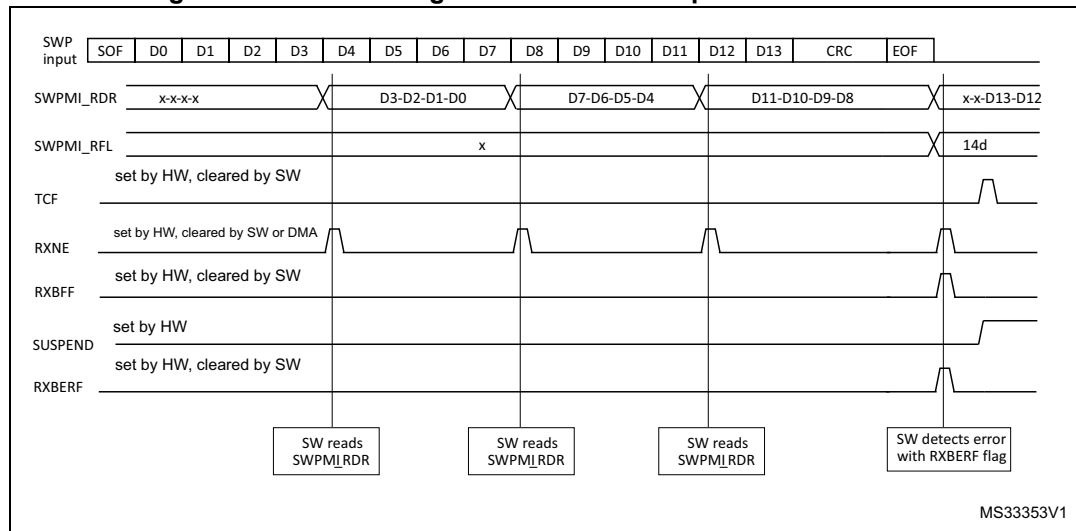 SWP input SOF D0 D1 D2 D3 D4 D5 D6 D7 D8 D9 D10 D11 D12 D13 CRC EOF
SWPMI_RDR x-x-x-x D3-D2-D1-D0 D7-D6-D5-D4 D11-D10-D9-D8 x-x-D13-D12
SWPMI_RFL x 14d
set by HW, cleared by SW
TCF
set by HW, cleared by SW or DMA
RXNE
set by HW, cleared by SW
RXBFF
set by HW
SUSPEND
set by HW, cleared by SW
RXBERF
SW reads
SWPMI_RDR
SW reads
SWPMI_RDR
SW reads
SWPMI_RDR
SW detects error
with RXBERF flag
MS33353V1